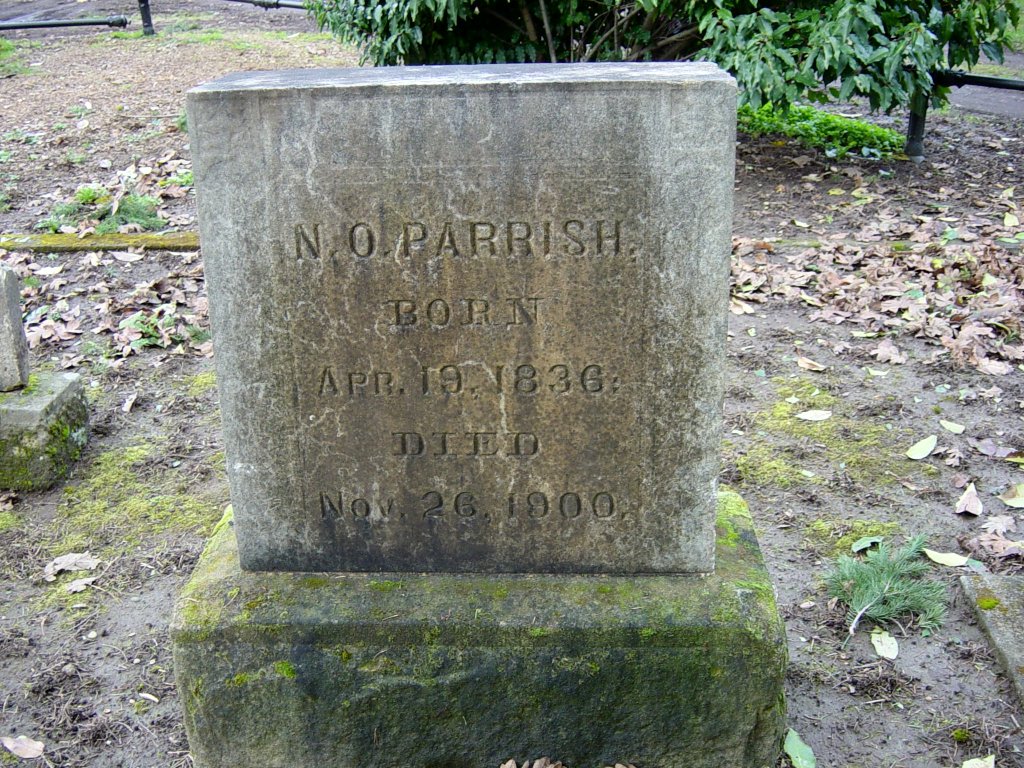 N. O. PARRISH.
BORN
APR. 19, 1836.
DIED
NOV. 26, 1900.